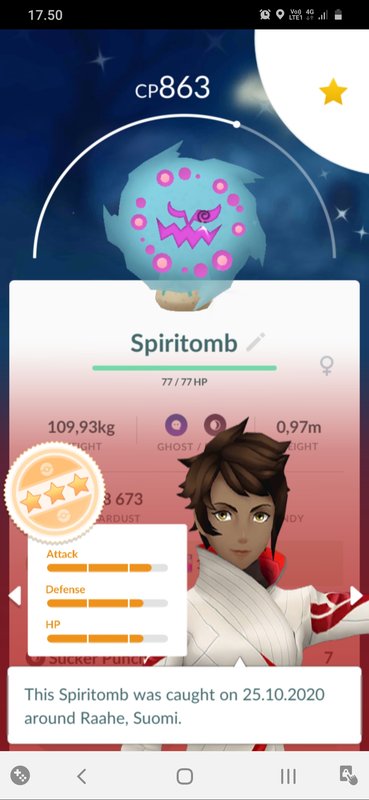 17.50
Vo)) LTE1 4G
CP863
Spiritomb
77 / 77 HP
109,93kg
0,97m
GHOST /
8 673
Attack
Defense
HP
Sucker Punch
7
This Spiritomb was caught on 25.10.2020
around Raahe, Suomi.